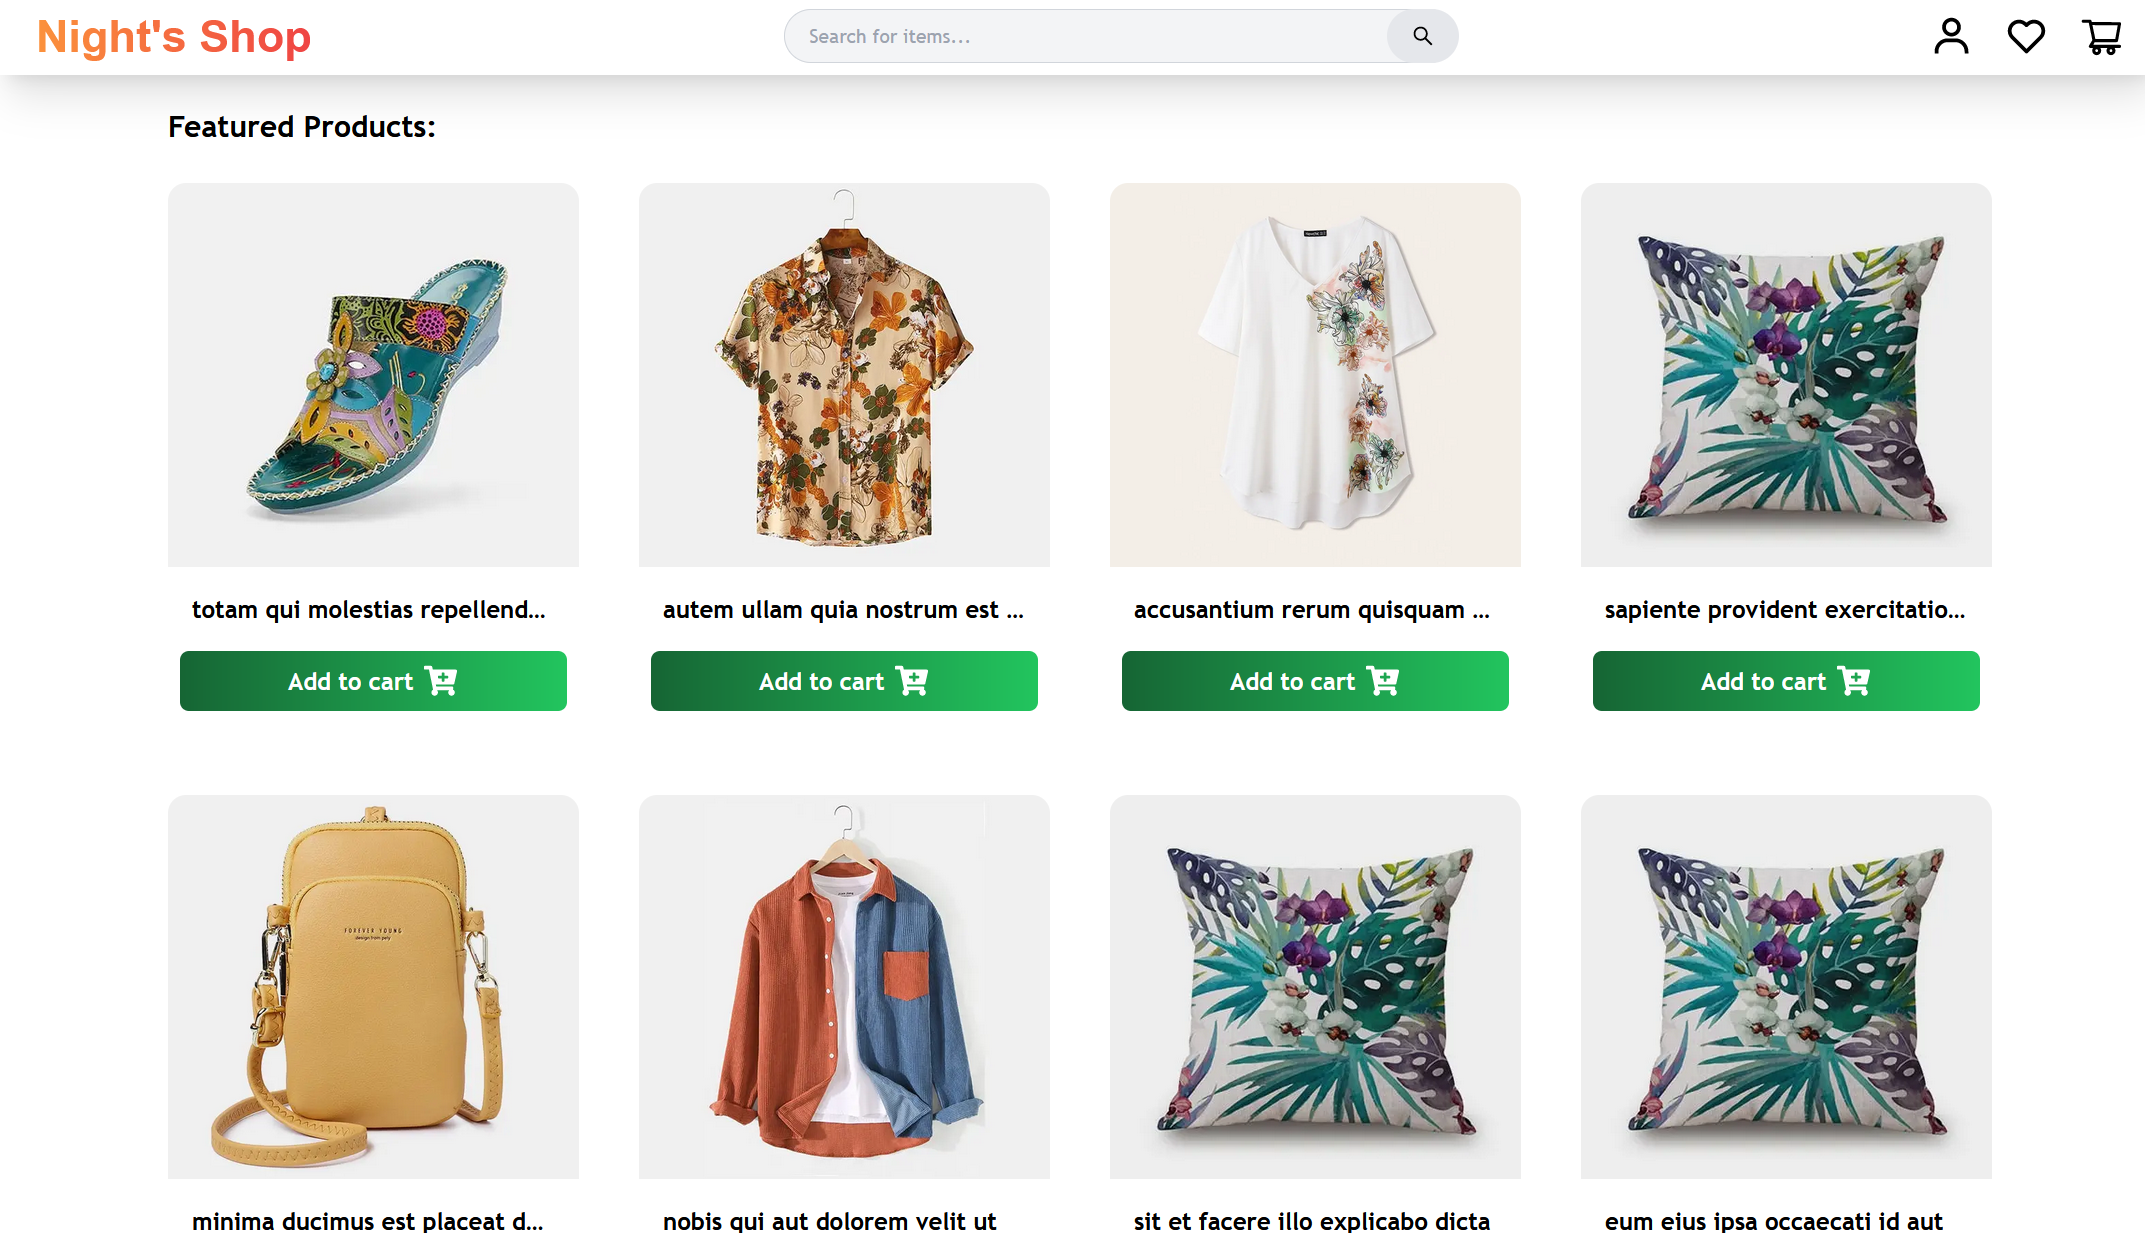 Night's Shop
Search for items...
Featured Products:
totam qui molestias repellend...
autem ullam quia nostrum est ...
accusantium rerum quisquam ...
sapiente provident exercitatio...
Add to cart
Add to cart
Add to cart
Add to cart
FOREVER YOUNG
design from pely
minima ducimus est placeat d...
nobis qui aut dolorem velit ut
sit et facere illo explicabo dicta
eum eius ipsa occaecati id aut